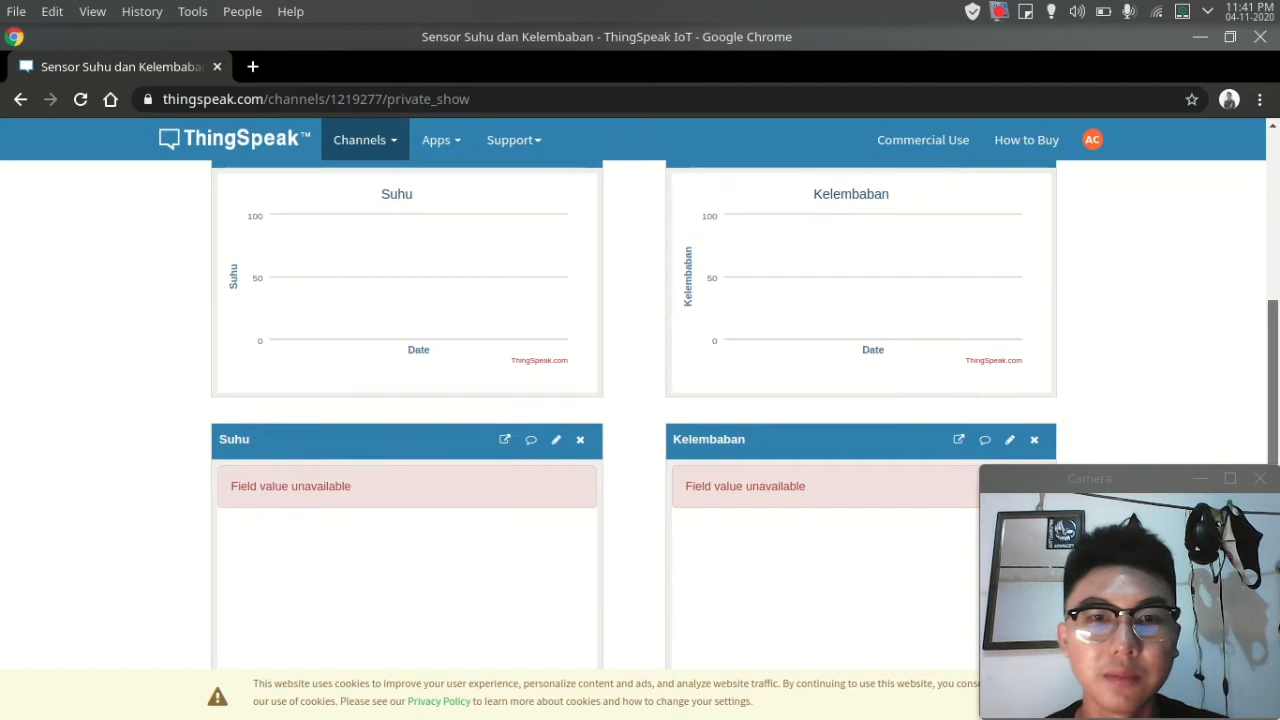 File Edit View History Tools People Help
11:41 PM
04-11-2020
Sensor Suhu dan Kelembaban - ThingSpeak IoT - Google Chrome
Sensor Suhu dan Kelembaba
thingspeak.com/channels/1219277/private_show
ThingSpeak™ Channels Apps Support Commercial Use How to Buy AC
Suhu
100
50
0
Suhu
Date
ThingSpeak.com
Kelembaban
100
50
0
Kelembaban
Date
ThingSpeak.com
Suhu
Field value unavailable
Kelembaban
Field value unavailable
Camera
This website uses cookies to improve your user experience, personalize content and ads, and analyze website traffic. By continuing to use this website, you cons
our use of cookies. Please see our Privacy Policy to learn more about cookies and how to change your settings.